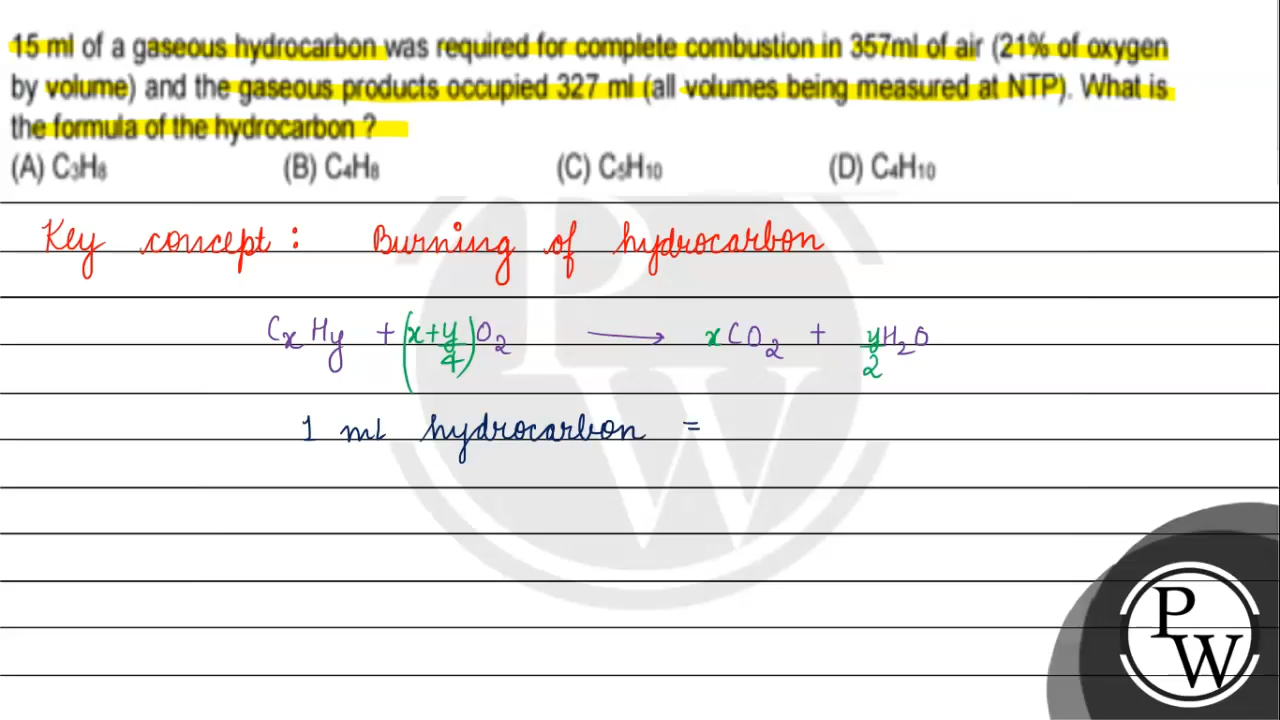 15 ml of a gaseous hydrocarbon was required for complete combustion in 357ml of air (21% of oxygen
by volume) and the gaseous products occupied 327 ml (all volumes being measured at NTP). What is
the formula of the hydrocarbon ?
(A) C₃H₈ (B) C₄H₈ (C) C₅H₁₀ (D) C₄H₁₀
Key concept : Burning of hydrocarbon
CₓHy + (x+y/4)O₂ → xCO₂ + y/2H₂O
1 ml hydrocarbon =
P
W
PW